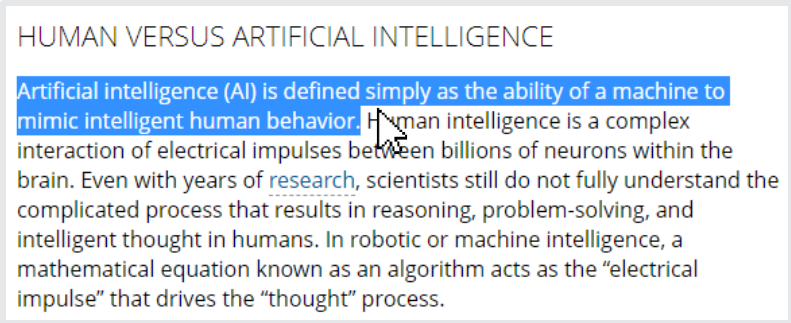 HUMAN VERSUS ARTIFICIAL INTELLIGENCE
Artificial intelligence (AI) is defined simply as the ability of a machine to
mimic intelligent human behavior. Human intelligence is a complex
interaction of electrical impulses between billions of neurons within the
brain. Even with years of research, scientists still do not fully understand the
complicated process that results in reasoning, problem-solving, and
intelligent thought in humans. In robotic or machine intelligence, a
mathematical equation known as an algorithm acts as the “electrical
impulse” that drives the “thought” process.